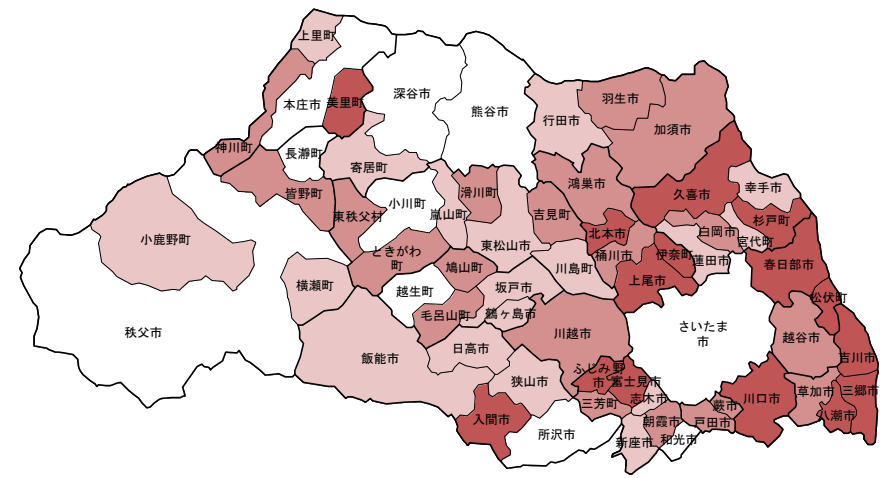 上里町
本庄市
美里町
深谷市
熊谷市
行田市
羽生市
加須市
神川町
長瀞町
寄居町
皆野町
東秩父村
小川町
嵐山町
滑川町
吉見町
鴻巣市
久喜市
幸手市
杉戸町
宮代町
白岡市
北本市
桶川市
伊奈町
蓮田市
春日部市
小鹿野町
ときがわ
町
東松山市
川島町
上尾市
横瀬町
越生町
鳩山町
坂戸市
毛呂山町
鶴ヶ島市
松伏町
秩父市
さいたま
市
越谷市
吉川市
飯能市
日高市
川越市
狭山市
ふじみ野
市
富士見市
志木市
三芳町
入間市
所沢市
新座市
朝霞市
和光市
戸田市
蕨市
川口市
草加市
八潮市
三郷市